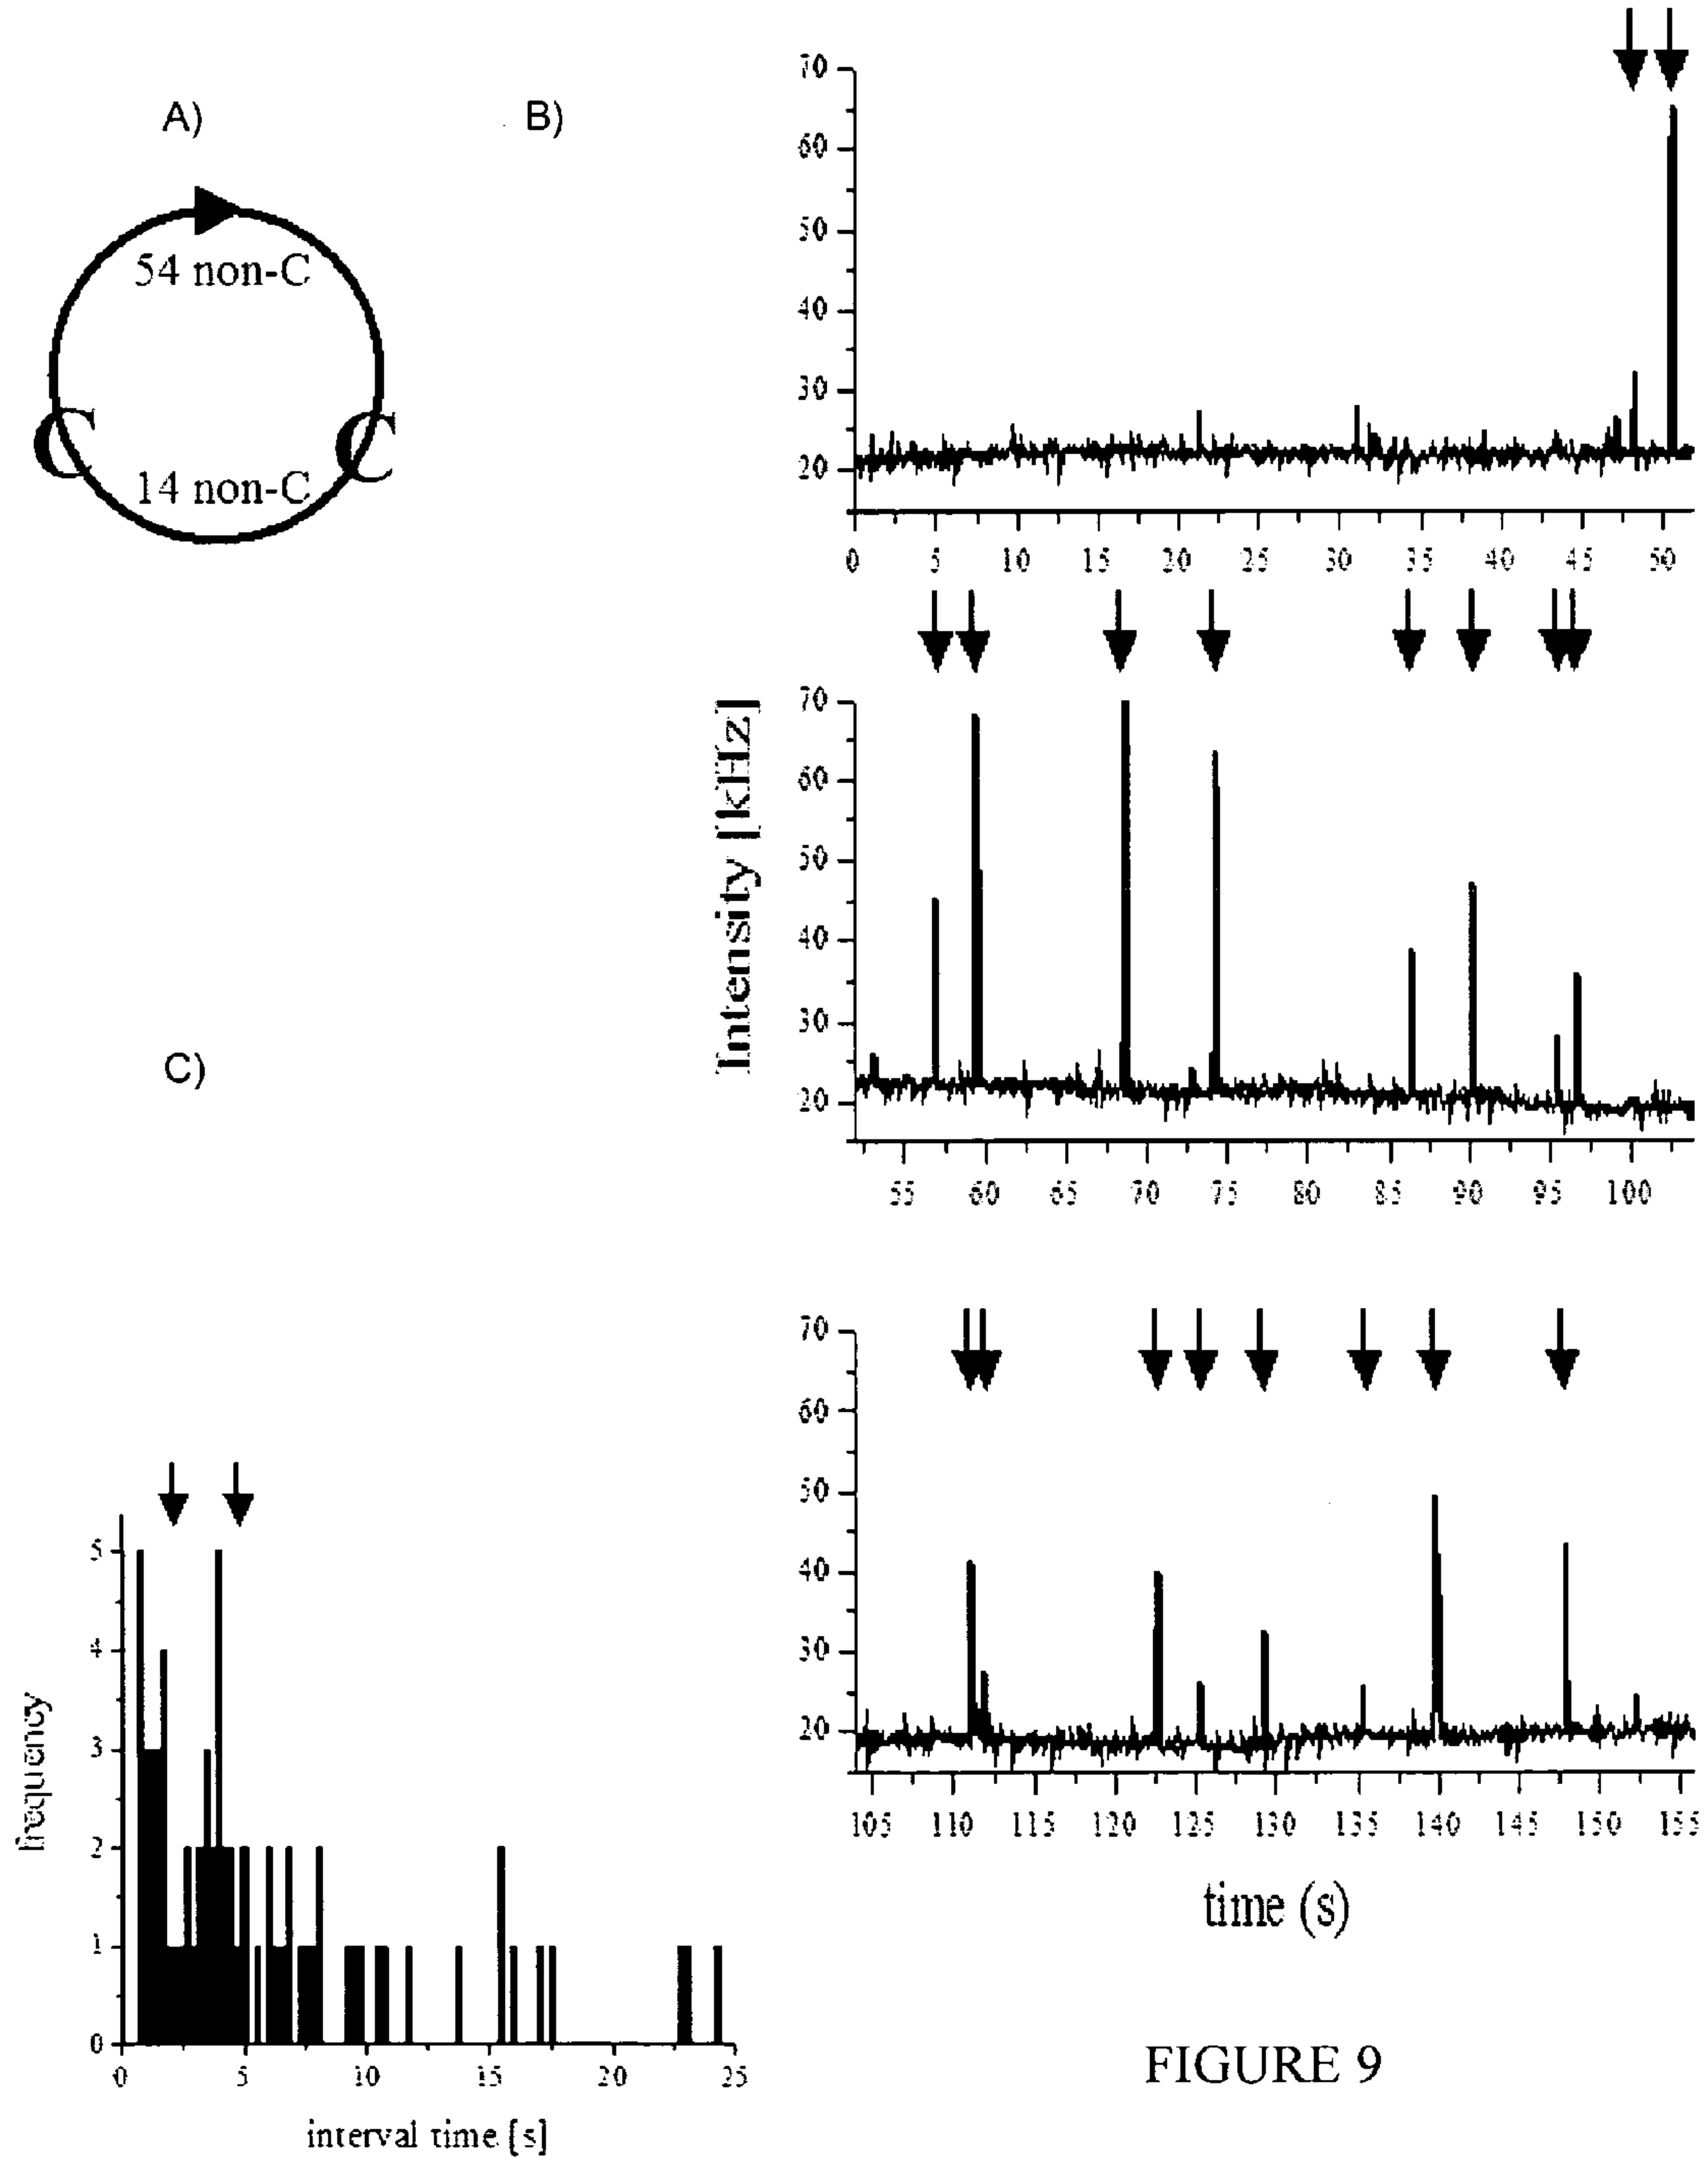 A)
B)
54 non-C
C C
14 non-C
70
60
50
40
30
20
0 5 10 15 20 25 30 35 40 45 50
Intensity [kHz]
70
60
50
40
30
20
55 60 65 70 75 80 85 90 95 100
C)
70
60
50
40
30
20
105 110 115 120 125 130 135 140 145 150 155
time (s)
frequency
5
4
3
2
1
0
0 5 10 15 20 25
interval time [s]
FIGURE 9